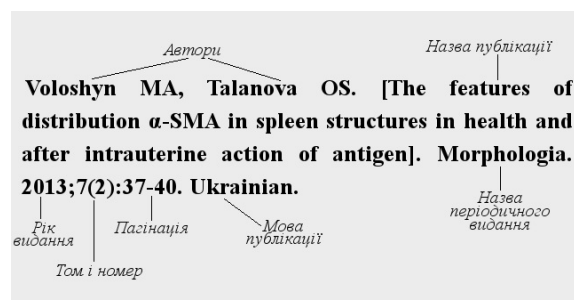 Автори
Назва публікації
Voloshyn MA, Talanova OS. [The features of
distribution α-SMA in spleen structures in health and
after intrauterine action of antigen]. Morphologia.
2013;7(2):37-40. Ukrainian.
Рік
видання
Пагінація
Мова
публікації
Назва
періодичного
видання
Том і номер